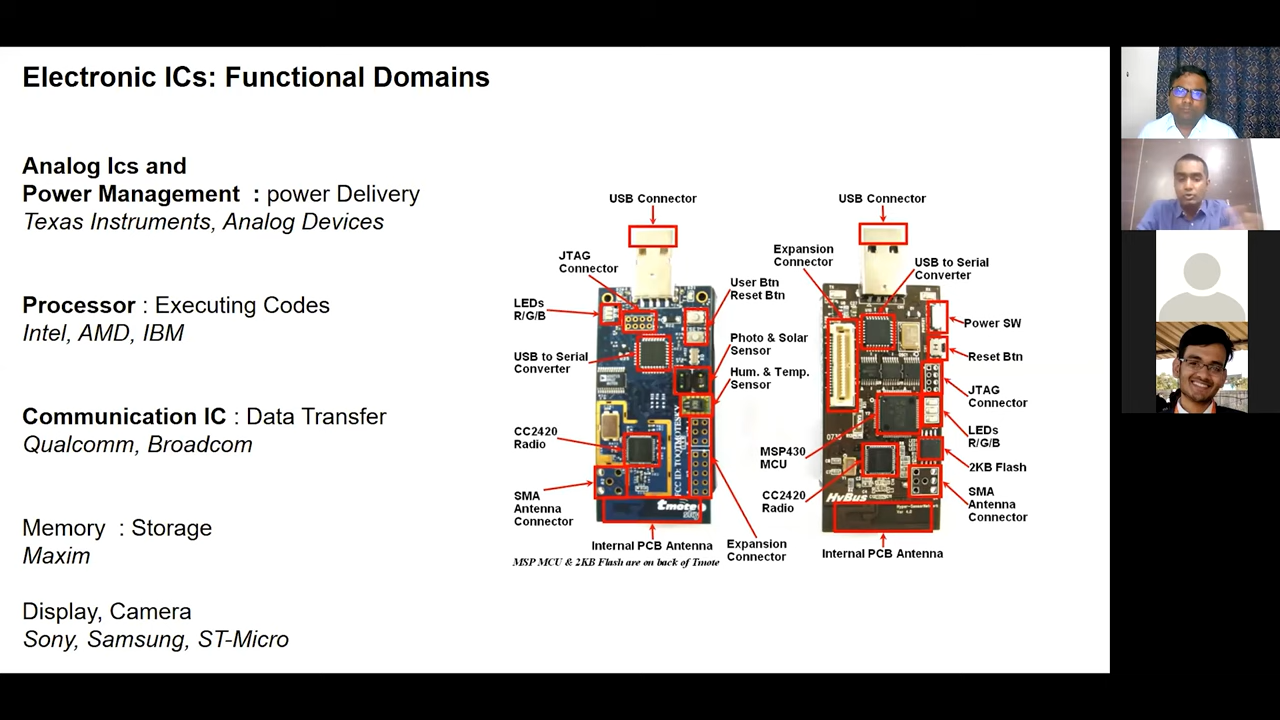 Electronic ICs: Functional Domains
Analog Ics and
Power Management : power Delivery
Texas Instruments, Analog Devices
Processor : Executing Codes
Intel, AMD, IBM
Communication IC : Data Transfer
Qualcomm, Broadcom
Memory : Storage
Maxim
Display, Camera
Sony, Samsung, ST-Micro
USB Connector
JTAG
Connector
LEDs
R/G/B
User Btn
Reset Btn
USB to Serial
Converter
Photo & Solar
Sensor
Hum. & Temp.
Sensor
CC2420
Radio
SMA
Antenna
Connector
Internal PCB Antenna
Expansion
Connector
MSP MCU & 2KB Flash are on back of Tmote
USB Connector
Expansion
Connector
USB to Serial
Converter
Power SW
Reset Btn
JTAG
Connector
LEDs
R/G/B
MSP430
MCU
2KB Flash
CC2420
Radio
SMA
Antenna
Connector
Internal PCB Antenna
HyBus